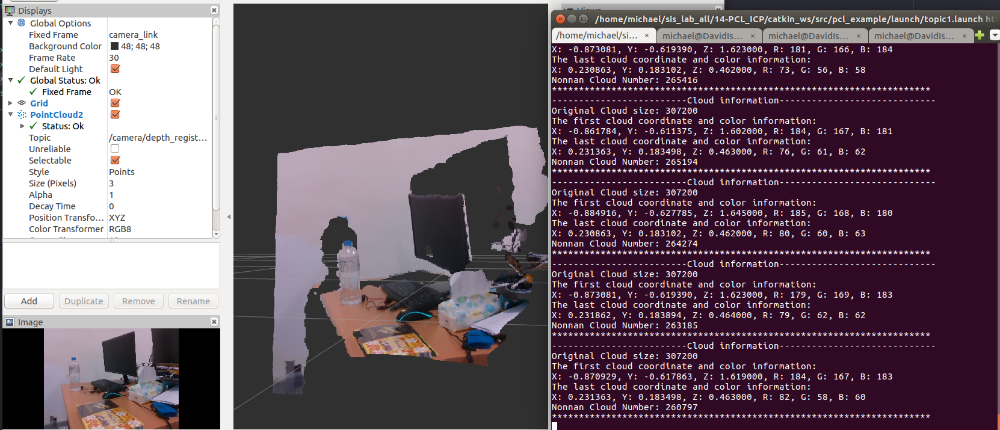 Displays
Global Options
Fixed Frame camera_link
Background Color 48; 48; 48
Frame Rate 30
Default Light
Global Status: Ok
Fixed Frame OK
Grid
PointCloud2
Status: Ok
Topic /camera/depth_regist...
Unreliable
Selectable
Style Points
Size (Pixels) 3
Alpha 1
Decay Time 0
Position Transfo... XYZ
Color Transformer RGB8
Add Duplicate Remove Rename
Image
Views
/home/michael/sis_lab_all/14-PCL_ICP/catkin_ws/src/pcl_example/launch/topic1.launch
/home/michael/si... × michael@DavidIs... × michael@DavidIs... × michael@DavidIs... ×
X: -0.873081, Y: -0.619390, Z: 1.623000, R: 181, G: 166, B: 184
The last cloud coordinate and color information:
X: 0.230863, Y: 0.183102, Z: 0.462000, R: 73, G: 56, B: 58
Nonnan Cloud Number: 265416
**********************************************************************
-------------------------Cloud information-----------------------------
Original Cloud size: 307200
The first cloud coordinate and color information:
X: -0.861784, Y: -0.611375, Z: 1.602000, R: 184, G: 167, B: 181
The last cloud coordinate and color information:
X: 0.231363, Y: 0.183498, Z: 0.463000, R: 76, G: 61, B: 62
Nonnan Cloud Number: 265194
**********************************************************************
-------------------------Cloud information-----------------------------
Original Cloud size: 307200
The first cloud coordinate and color information:
X: -0.884916, Y: -0.627785, Z: 1.645000, R: 185, G: 168, B: 180
The last cloud coordinate and color information:
X: 0.230863, Y: 0.183102, Z: 0.462000, R: 80, G: 60, B: 63
Nonnan Cloud Number: 264274
**********************************************************************
-------------------------Cloud information-----------------------------
Original Cloud size: 307200
The first cloud coordinate and color information:
X: -0.873081, Y: -0.619390, Z: 1.623000, R: 179, G: 169, B: 183
The last cloud coordinate and color information:
X: 0.231862, Y: 0.183894, Z: 0.464000, R: 79, G: 62, B: 62
Nonnan Cloud Number: 263185
**********************************************************************
-------------------------Cloud information-----------------------------
Original Cloud size: 307200
The first cloud coordinate and color information:
X: -0.870929, Y: -0.617863, Z: 1.619000, R: 184, G: 167, B: 183
The last cloud coordinate and color information:
X: 0.231363, Y: 0.183498, Z: 0.463000, R: 82, G: 58, B: 60
Nonnan Cloud Number: 260797
**********************************************************************